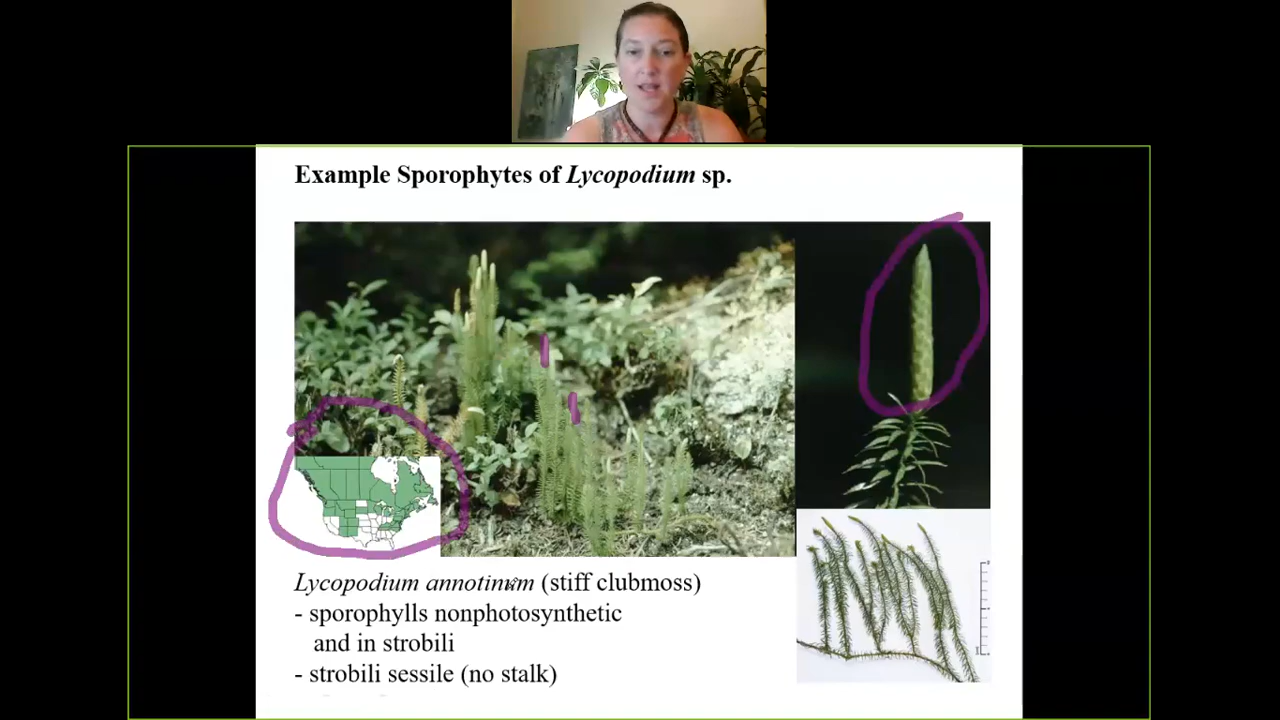 Example Sporophytes of Lycopodium sp.
Lycopodium annotinum (stiff clubmoss)
- sporophylls nonphotosynthetic
and in strobili
- strobili sessile (no stalk)